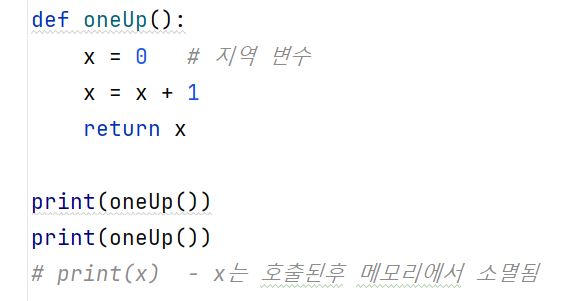 def oneUp():
    x = 0   # 지역 변수
    x = x + 1
    return x

print(oneUp())
print(oneUp())
# print(x)  - x는 호출된후 메모리에서 소멸됨